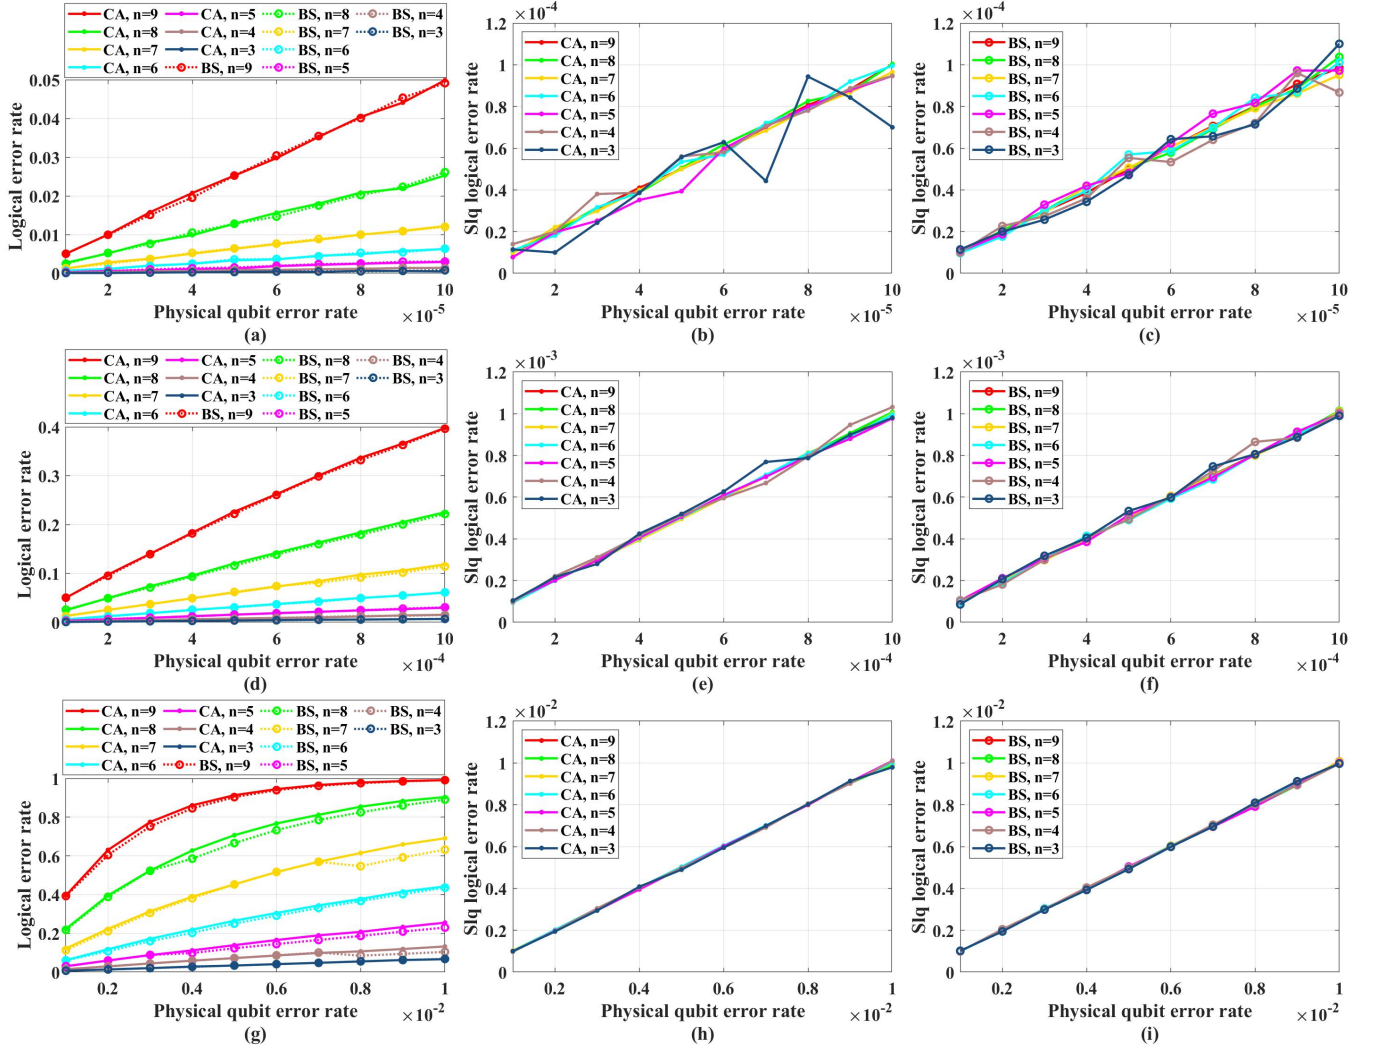 CA, n=9 CA, n=5 BS, n=8 BS, n=4
CA, n=8 CA, n=4 BS, n=7 BS, n=3
CA, n=7 CA, n=3 BS, n=6
CA, n=6 BS, n=9 BS, n=5
0.05
0.04
0.03
0.02
0.01
0
2 4 6 8 10
Logical error rate
Physical qubit error rate
×10-5
(a)
×10-4
1.2
1
0.8
0.6
0.4
0.2
0
CA, n=9
CA, n=8
CA, n=7
CA, n=6
CA, n=5
CA, n=4
CA, n=3
2 4 6 8 10
Slq logical error rate
Physical qubit error rate
×10-5
(b)
×10-4
1.2
1
0.8
0.6
0.4
0.2
0
BS, n=9
BS, n=8
BS, n=7
BS, n=6
BS, n=5
BS, n=4
BS, n=3
2 4 6 8 10
Slq logical error rate
Physical qubit error rate
×10-5
(c)
CA, n=9 CA, n=5 BS, n=8 BS, n=4
CA, n=8 CA, n=4 BS, n=7 BS, n=3
CA, n=7 CA, n=3 BS, n=6
CA, n=6 BS, n=9 BS, n=5
0.4
0.3
0.2
0.1
0
2 4 6 8 10
Logical error rate
Physical qubit error rate
×10-4
(d)
×10-3
1.2
1
0.8
0.6
0.4
0.2
0
CA, n=9
CA, n=8
CA, n=7
CA, n=6
CA, n=5
CA, n=4
CA, n=3
2 4 6 8 10
Slq logical error rate
Physical qubit error rate
×10-4
(e)
×10-3
1.2
1
0.8
0.6
0.4
0.2
0
BS, n=9
BS, n=8
BS, n=7
BS, n=6
BS, n=5
BS, n=4
BS, n=3
2 4 6 8 10
Slq logical error rate
Physical qubit error rate
×10-4
(f)
CA, n=9 CA, n=5 BS, n=8 BS, n=4
CA, n=8 CA, n=4 BS, n=7 BS, n=3
CA, n=7 CA, n=3 BS, n=6
CA, n=6 BS, n=9 BS, n=5
1
0.8
0.6
0.4
0.2
0
0.2 0.4 0.6 0.8 1
Logical error rate
Physical qubit error rate
×10-2
(g)
×10-2
1.2
1
0.8
0.6
0.4
0.2
0
CA, n=9
CA, n=8
CA, n=7
CA, n=6
CA, n=5
CA, n=4
CA, n=3
0.2 0.4 0.6 0.8 1
Slq logical error rate
Physical qubit error rate
×10-2
(h)
×10-2
1.2
1
0.8
0.6
0.4
0.2
0
BS, n=9
BS, n=8
BS, n=7
BS, n=6
BS, n=5
BS, n=4
BS, n=3
0.2 0.4 0.6 0.8 1
Slq logical error rate
Physical qubit error rate
×10-2
(i)